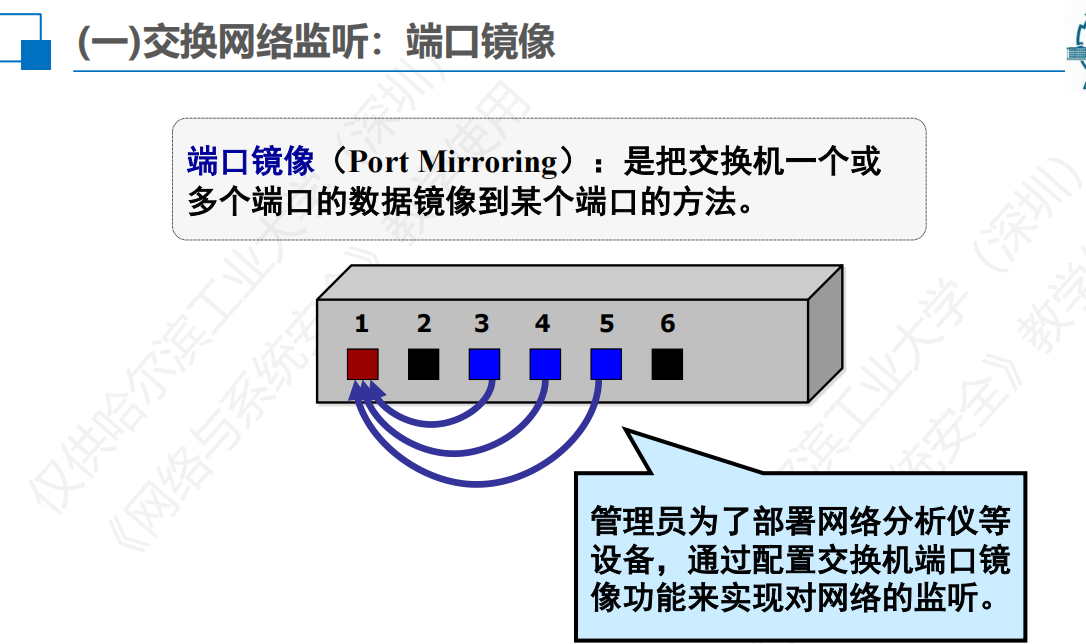 (一)交换网络监听：端口镜像
端口镜像（Port Mirroring）：是把交换机一个或
多个端口的数据镜像到某个端口的方法。
1 2 3 4 5 6
管理员为了部署网络分析仪等
设备，通过配置交换机端口镜
像功能来实现对网络的监听。
仅供哈尔滨工业大学（深圳）
《网络与系统安全》教学使用